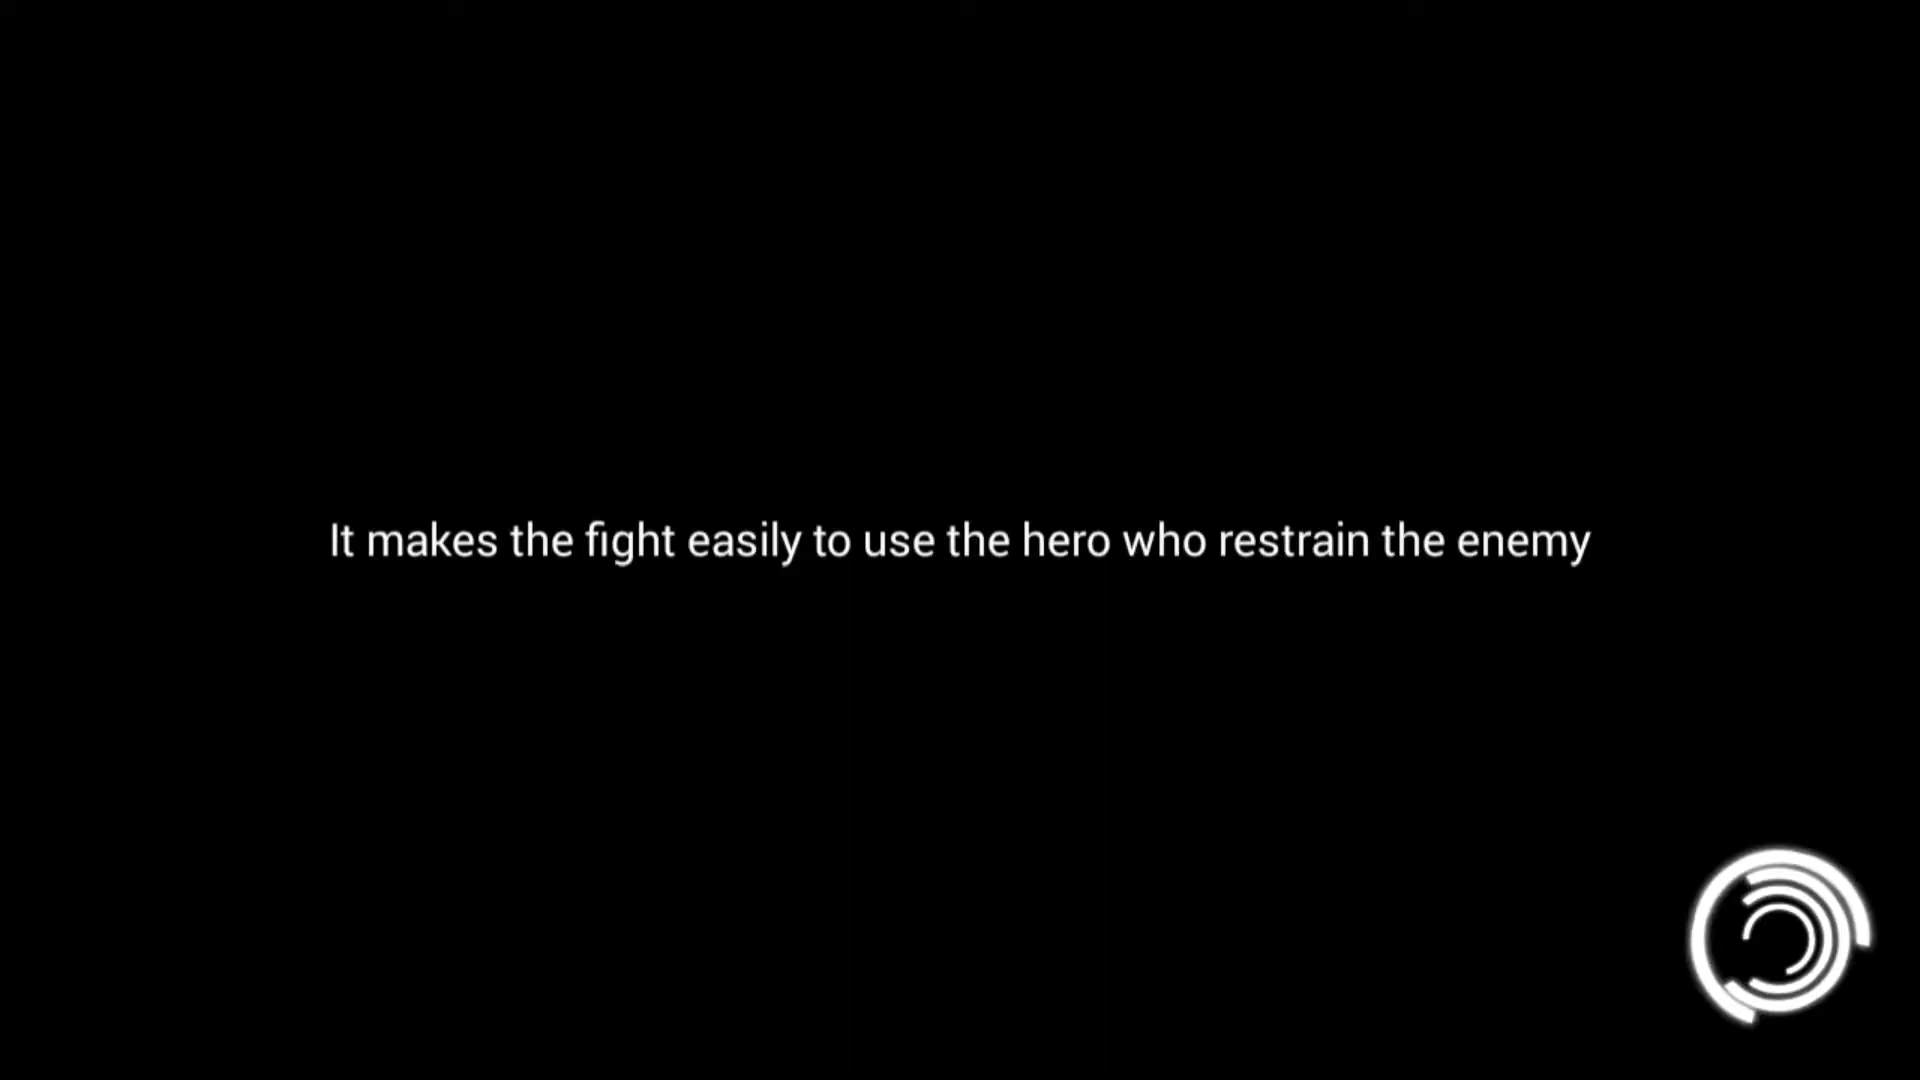 It makes the fight easily to use the hero who restrain the enemy